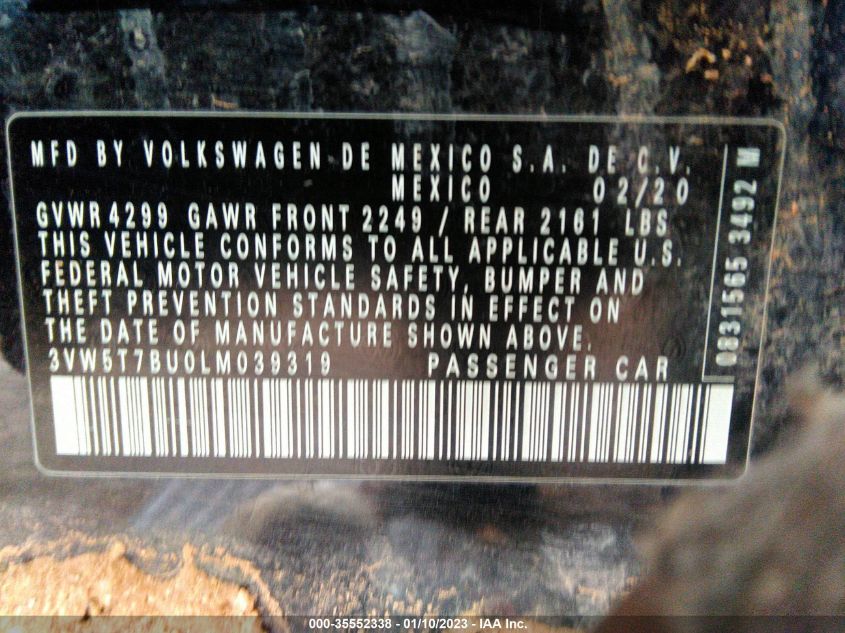 MFD BY VOLKSWAGEN DE MEXICO S.A. DE C.V.
MEXICO 02/20
GVWR 4299 GAWR FRONT 2249 / REAR 2161 LBS
THIS VEHICLE CONFORMS TO ALL APPLICABLE U.S.
FEDERAL MOTOR VEHICLE SAFETY, BUMPER AND
THEFT PREVENTION STANDARDS IN EFFECT ON
THE DATE OF MANUFACTURE SHOWN ABOVE.
3VW5T7BU0LM039319 PASSENGER CAR
0831565 3492 M
000-35552338 - 01/10/2023 - IAAI.com